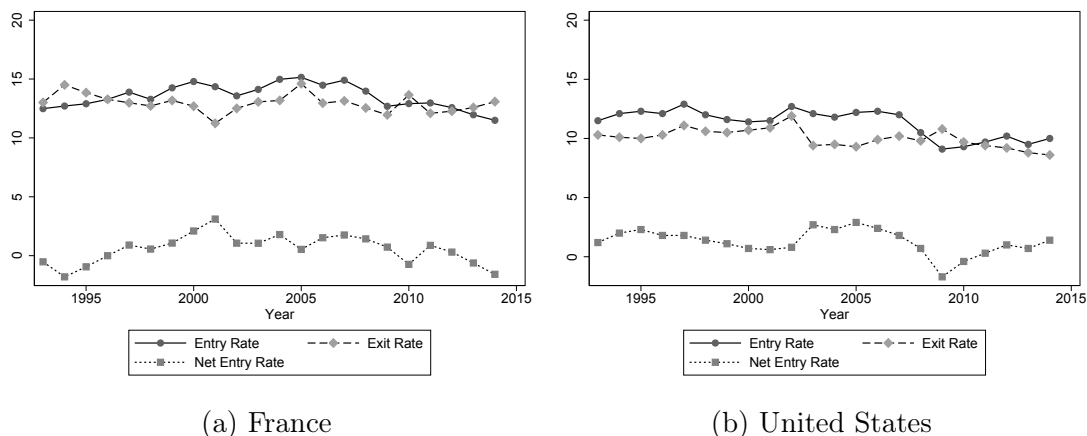 20
15
10
5
0
1995 2000 2005 2010 2015
Year
Entry Rate Exit Rate
Net Entry Rate
(a) France
20
15
10
5
0
1995 2000 2005 2010 2015
Year
Entry Rate Exit Rate
Net Entry Rate
(b) United States